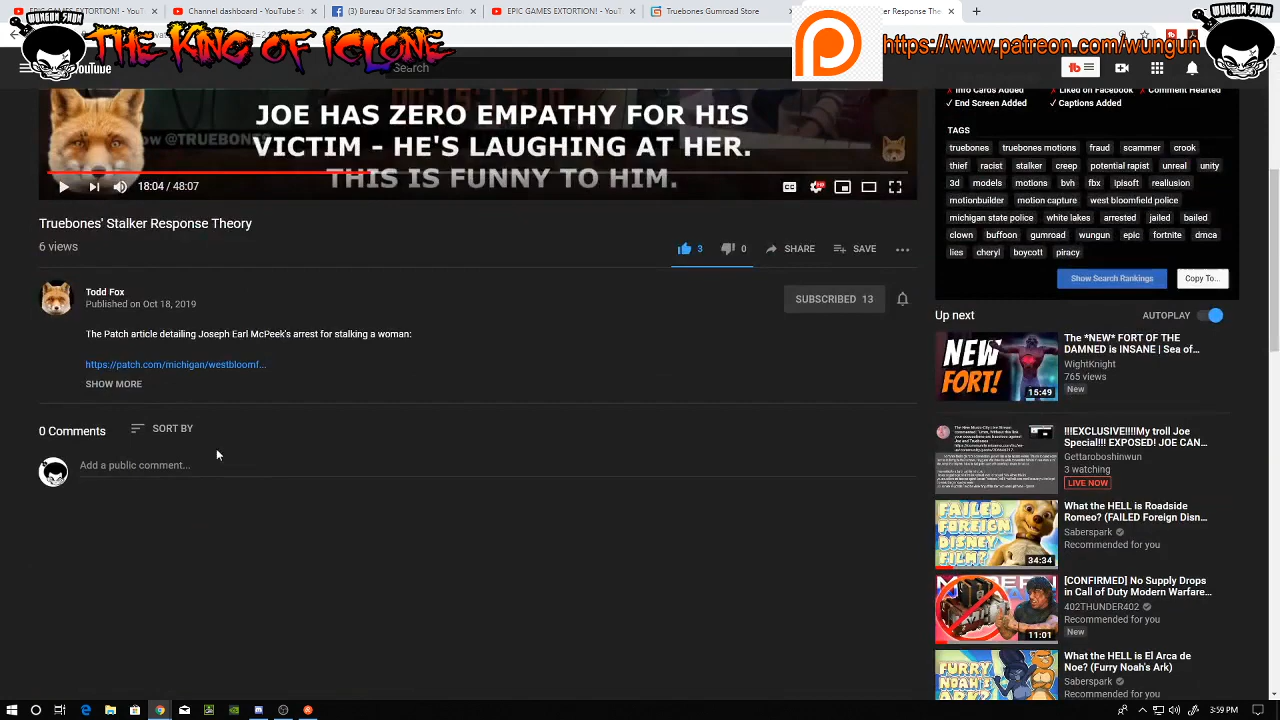 EPIC GAMES EXTORTION! - YouTu
Channel dashboard - YouTube St
(3) Bureau Of 3d Scammers Enfo
EPIC GAMES EXTORTION! - YouTu
Truebones Gumroad Store
Response The
WUNGUN SHUN
THE KING OF ICLONE
https://www.patreon.com/wungun
WUNGUN SHUN
YouTube
Search
tb
JOE HAS ZERO EMPATHY FOR HIS
VICTIM - HE'S LAUGHING AT HER.
THIS IS FUNNY TO HIM.
@TRUEBONES
18:04 / 48:07
CC
HD
Truebones' Stalker Response Theory
6 views
3
0
SHARE
SAVE
Todd Fox
Published on Oct 18, 2019
SUBSCRIBED 13
The Patch article detailing Joseph Earl McPeek's arrest for stalking a woman:
https://patch.com/michigan/westbloomf...
SHOW MORE
0 Comments
SORT BY
Add a public comment...
✗ Info Cards Added
✗ Liked on Facebook
✗ Comment Hearted
✓ End Screen Added
✓ Captions Added
TAGS
truebones truebones motions fraud scammer crook
thief racist stalker creep potential rapist unreal unity
3d models motions bvh fbx ipisoft reallusion
motionbuilder motion capture west bloomfield police
michigan state police white lakes arrested jailed bailed
clown buffoon gumroad wungun epic fortnite dmca
lies cheryl boycott piracy
Show Search Rankings
Copy To...
Up next
AUTOPLAY
NEW
FORT!
15:49
The *NEW* FORT OF THE
DAMNED is INSANE | Sea of...
WightKnight
765 views
New
!!!EXCLUSIVE!!!!My troll Joe
Special!!!! EXPOSED! JOE CAN...
Gettaroboshinwun
3 watching
LIVE NOW
FAILED
FOREIGN
DISNEY
FILM?
34:34
What the HELL is Roadside
Romeo? (FAILED Foreign Disn...
Saberspark
Recommended for you
11:01
[CONFIRMED] No Supply Drops
in Call of Duty Modern Warfare...
402THUNDER402
Recommended for you
New
FURRY
NOAH'S
ARK?
What the HELL is El Arca de
Noe? (Furry Noah's Ark)
Saberspark
Recommended for you
3:59 PM